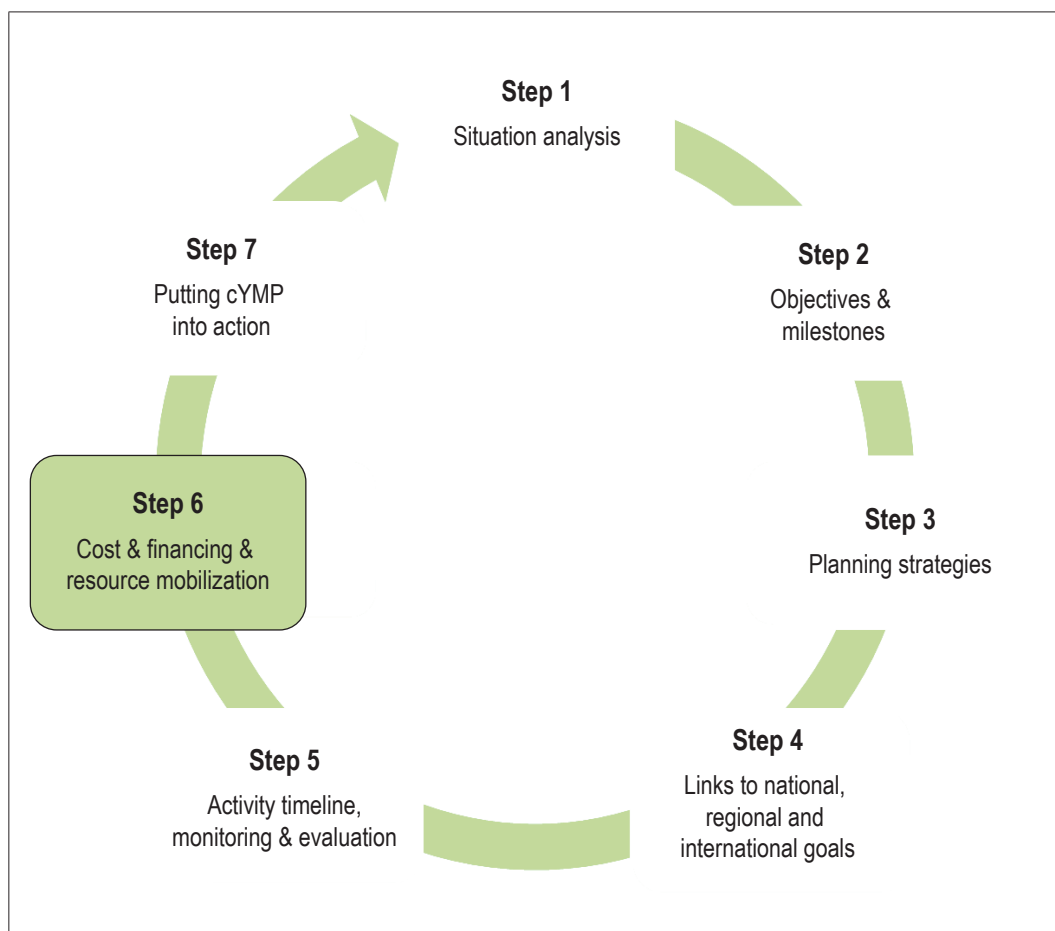 Step 1
Situation analysis
Step 2
Objectives &
milestones
Step 3
Planning strategies
Step 4
Links to national,
regional and
international goals
Step 5
Activity timeline,
monitoring & evaluation
Step 6
Cost & financing &
resource mobilization
Step 7
Putting cYMP
into action